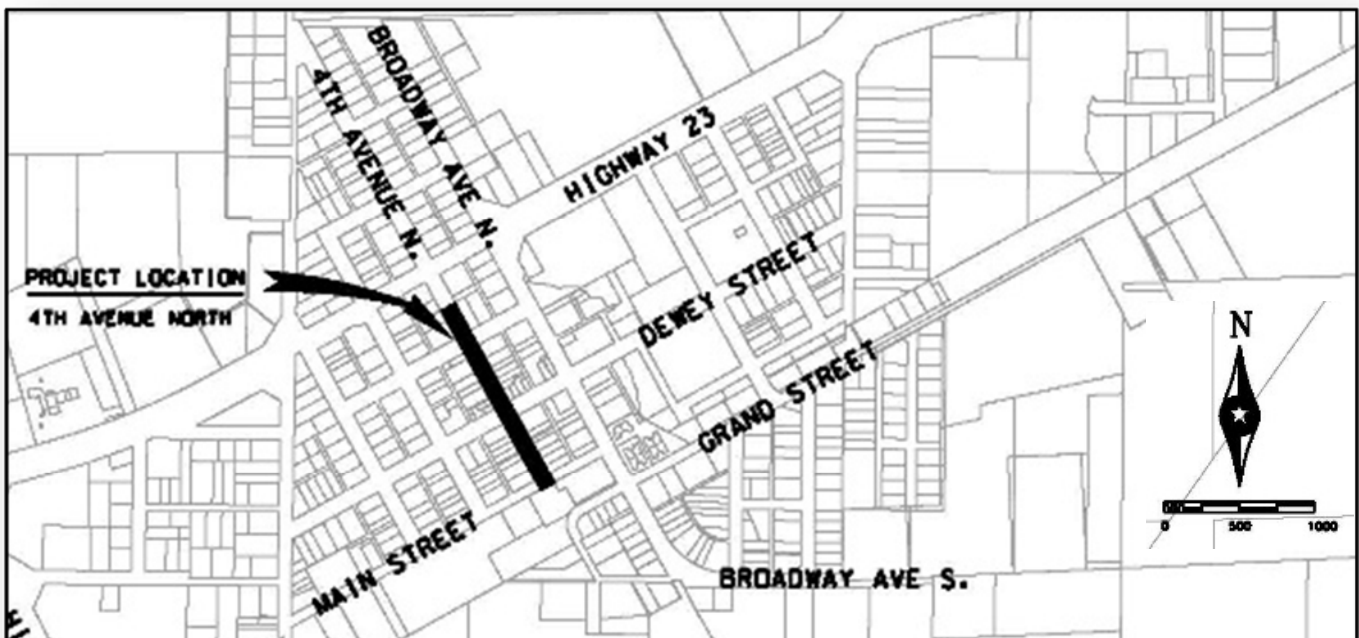 BROADWAY AVE N.
4TH AVENUE N.
HIGHWAY 23
PROJECT LOCATION
4TH AVENUE NORTH
DEWEY STREET
GRAND STREET
N
0 500 1000
MAIN STREET
BROADWAY AVE S.